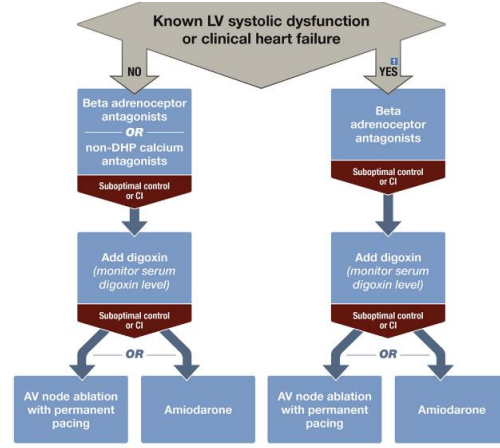 Known LV systolic dysfunction
or clinical heart failure
NO
YES
Beta adrenoceptor
antagonists
OR
non-DHP calcium
antagonists
Suboptimal control
or CI
Add digoxin
(monitor serum
digoxin level)
Suboptimal control
or CI
OR
AV node ablation
with permanent
pacing
Amiodarone
Beta
adrenoceptor
antagonists
Suboptimal control
or CI
Add digoxin
(monitor serum
digoxin level)
Suboptimal control
or CI
OR
AV node ablation
with permanent
pacing
Amiodarone